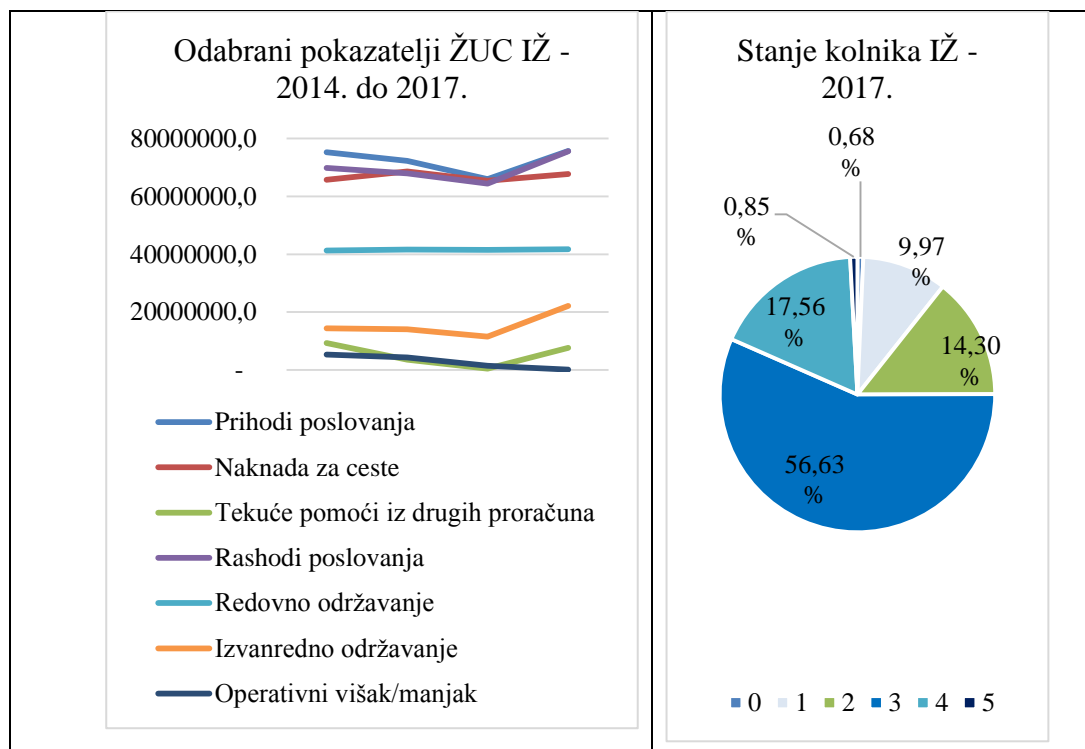 Odabrani pokazatelji ŽUC IŽ -
2014. do 2017.
80000000,0
60000000,0
40000000,0
20000000,0
-
Prihodi poslovanja
Naknada za ceste
Tekuće pomoći iz drugih proračuna
Rashodi poslovanja
Redovno održavanje
Izvanredno održavanje
Operativni višak/manjak
Stanje kolnika IŽ -
2017.
0,68
%
0,85
%
9,97
%
17,56
%
14,30
%
56,63
%
0 1 2 3 4 5